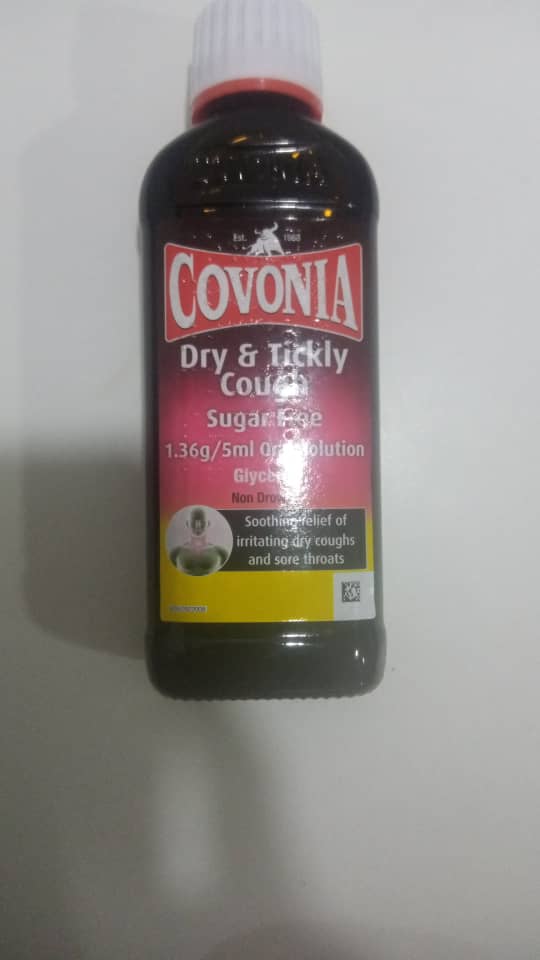 Est. 1968
COVONIA
Dry & Tickly
Cough
Sugar Free
1.36g/5ml Oral Solution
Non
Soothing relief of
irritating dry coughs
and sore throats